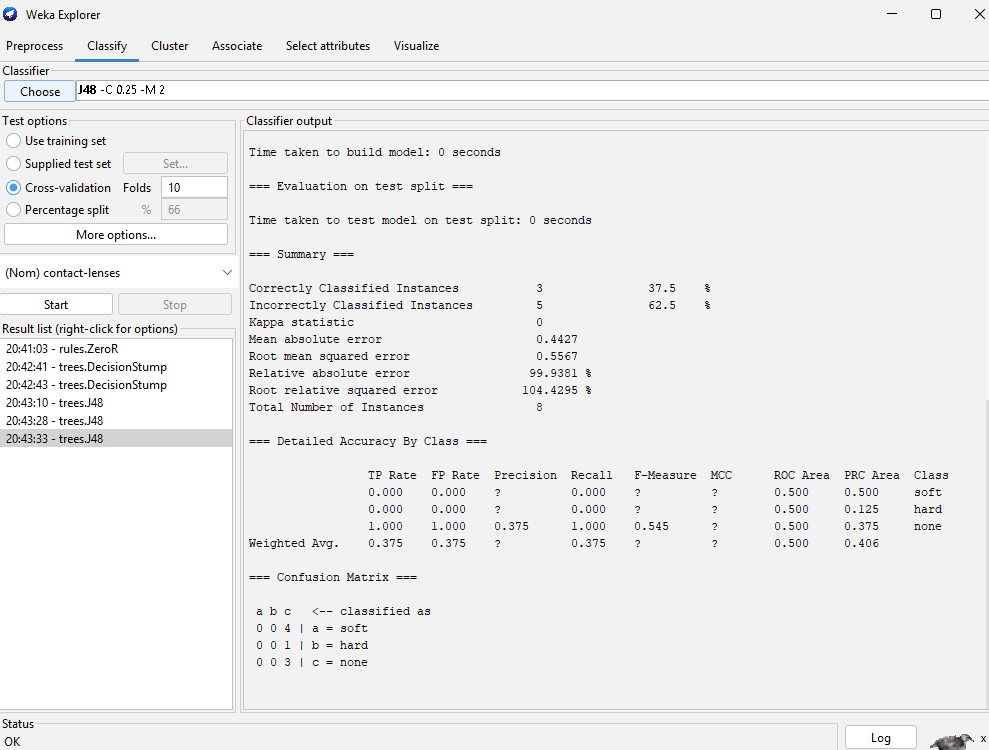 Weka Explorer
Preprocess Classify Cluster Associate Select attributes Visualize
Classifier
Choose J48 -C 0.25 -M 2
Test options
Use training set
Supplied test set Set...
Cross-validation Folds 10
Percentage split % 66
More options...
(Nom) contact-lenses
Start Stop
Result list (right-click for options)
20:41:03 - rules.ZeroR
20:42:41 - trees.DecisionStump
20:42:43 - trees.DecisionStump
20:43:10 - trees.J48
20:43:28 - trees.J48
20:43:33 - trees.J48
Classifier output
Time taken to build model: 0 seconds
=== Evaluation on test split ===
Time taken to test model on test split: 0 seconds
=== Summary ===
Correctly Classified Instances 3 37.5 %
Incorrectly Classified Instances 5 62.5 %
Kappa statistic 0
Mean absolute error 0.4427
Root mean squared error 0.5567
Relative absolute error 99.9381 %
Root relative squared error 104.4295 %
Total Number of Instances 8
=== Detailed Accuracy By Class ===
TP Rate FP Rate Precision Recall F-Measure MCC ROC Area PRC Area Class
0.000 0.000 ? 0.000 ? ? 0.500 0.500 soft
0.000 0.000 ? 0.000 ? ? 0.500 0.125 hard
1.000 1.000 0.375 1.000 0.545 ? 0.500 0.375 none
Weighted Avg. 0.375 0.375 ? 0.375 ? ? 0.500 0.406
=== Confusion Matrix ===
a b c <-- classified as
0 0 4 | a = soft
0 0 1 | b = hard
0 0 3 | c = none
Status
OK
Log
x